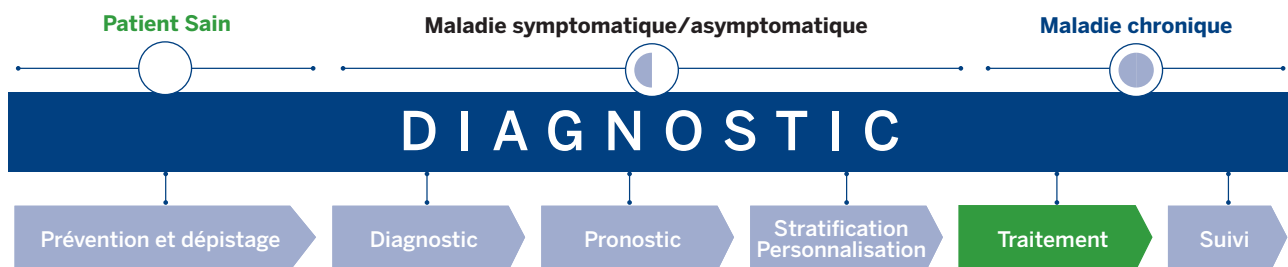 Patient Sain
Maladie symptomatique/asymptomatique
Maladie chronique
DIAGNOSTIC
Prévention et dépistage
Diagnostic
Pronostic
Stratification
Personnalisation
Traitement
Suivi